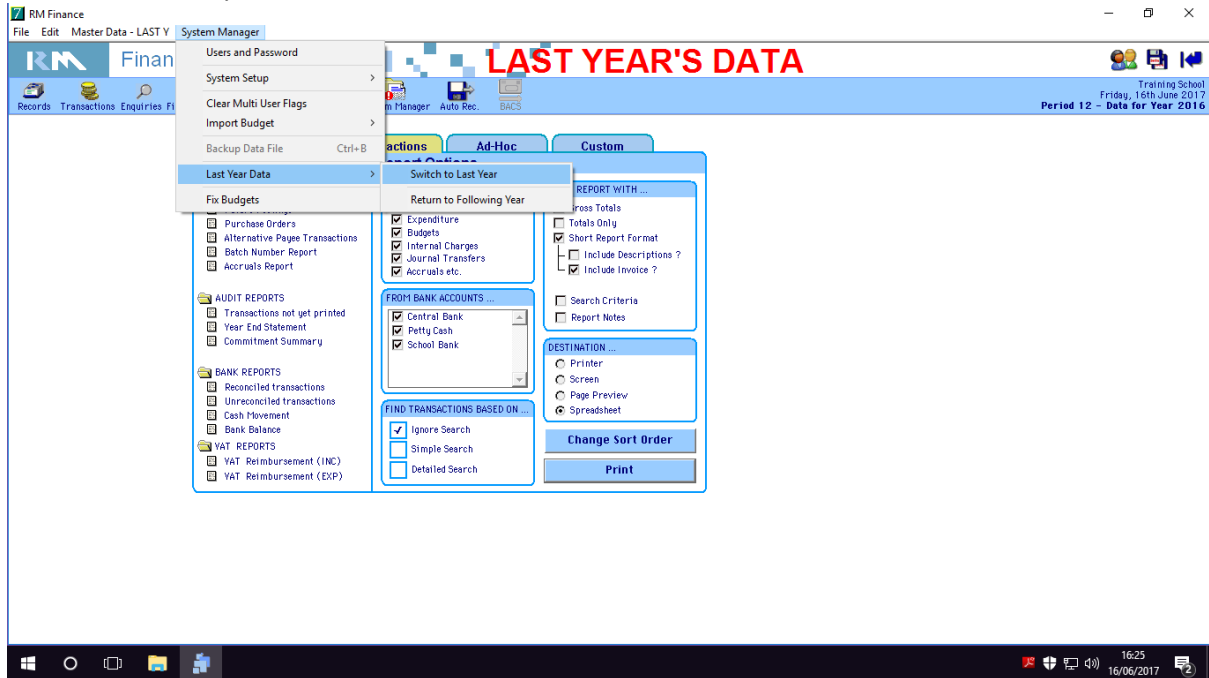 RM Finance
File Edit Master Data - LAST Y System Manager
RM Finan
LAST YEAR'S DATA
Records Transactions Enquiries Fi
m Manager Auto Rec. BACS
Training School
Friday, 16th June 2017
Period 12 - Data for Year 2016
Users and Password
System Setup >
Clear Multi User Flags
Import Budget >
Backup Data File Ctrl+B
Last Year Data >
Fix Budgets
Switch to Last Year
Return to Following Year
actions Ad-Hoc Custom
Purchase Orders
Alternative Payee Transactions
Batch Number Report
Accruals Report
AUDIT REPORTS
Transactions not yet printed
Year End Statement
Commitment Summary
BANK REPORTS
Reconciled transactions
Unreconciled transactions
Cash Movement
Bank Balance
VAT REPORTS
VAT Reimbursement (INC)
VAT Reimbursement (EXP)
Expenditure
Budgets
Internal Charges
Journal Transfers
Accruals etc.
FROM BANK ACCOUNTS ...
Central Bank
Petty Cash
School Bank
FIND TRANSACTIONS BASED ON ...
Ignore Search
Simple Search
Detailed Search
REPORT WITH ...
Gross Totals
Totals Only
Short Report Format
Include Descriptions ?
Include Invoice ?
Search Criteria
Report Notes
DESTINATION ...
Printer
Screen
Page Preview
Spreadsheet
Change Sort Order
Print
16:25
16/06/2017
2